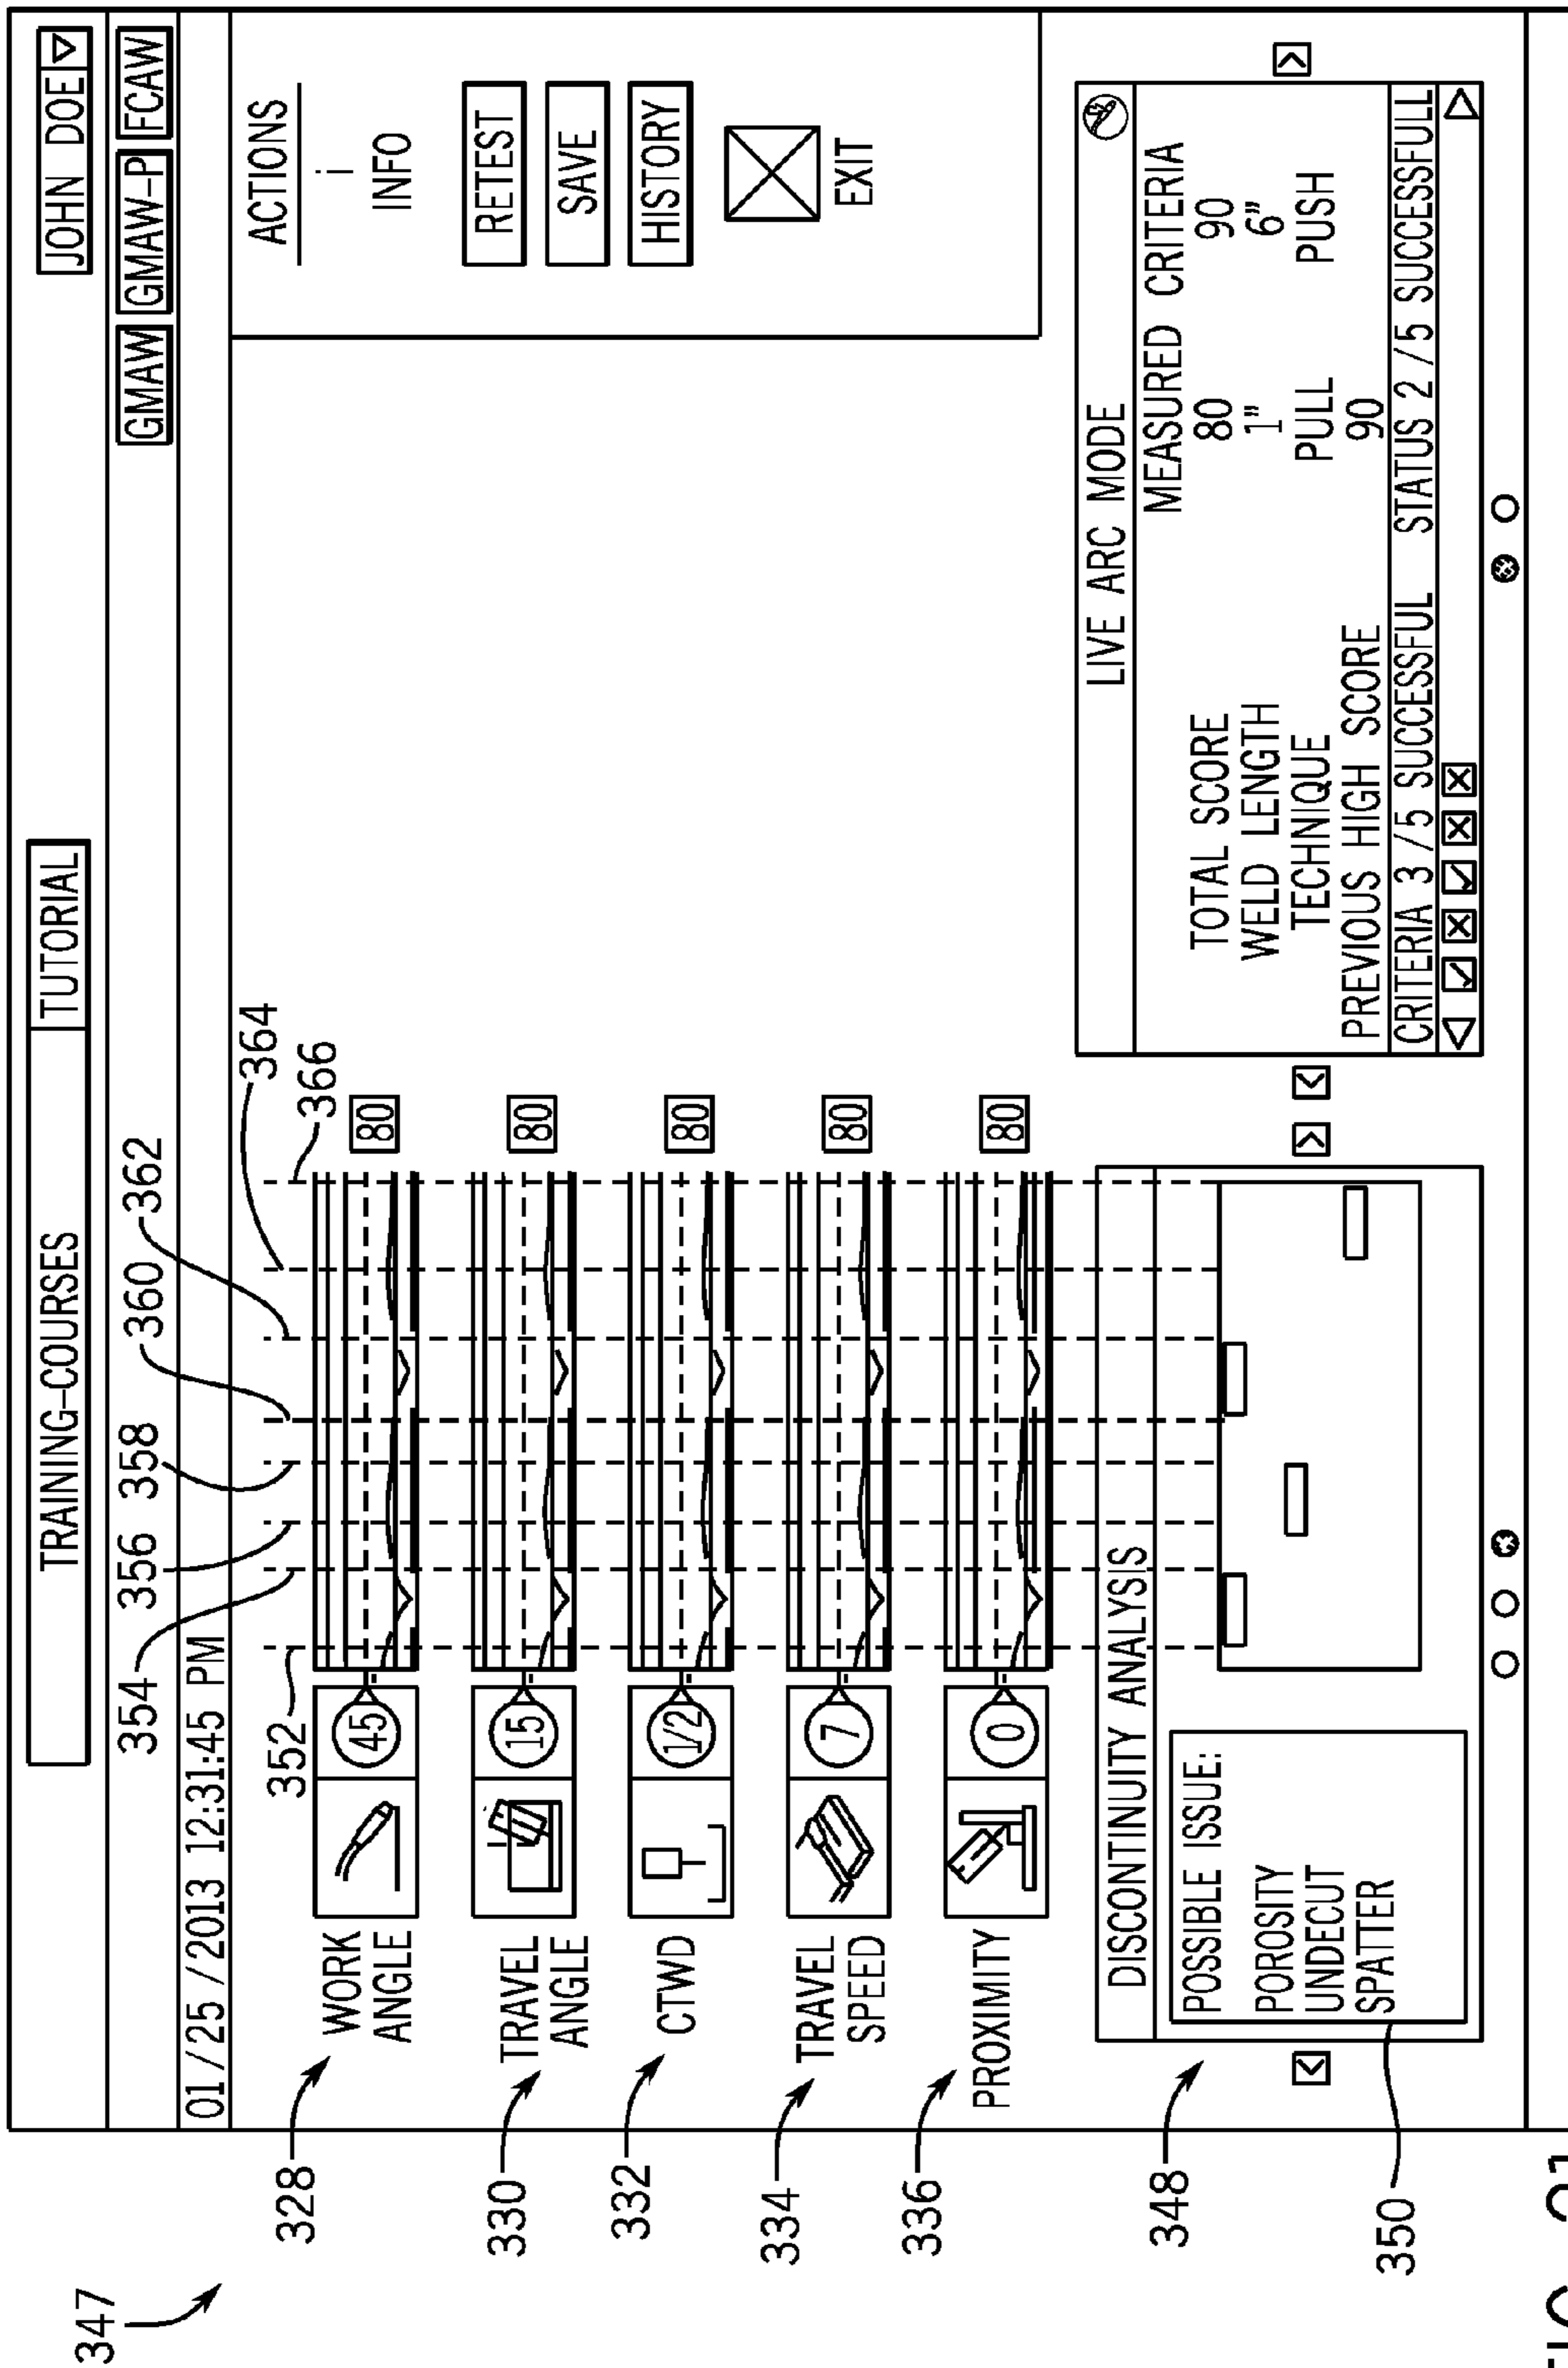 347
TRAINING-COURSES
TUTORIAL
JOHN DOE
GMAW
GMAW-P
FCAW
01/25/2013 12:31:45 PM
352
354
356
358
360
362
364
366
328
WORK
ANGLE
45
80
330
TRAVEL
ANGLE
15
80
332
CTWD
1/2
80
334
TRAVEL
SPEED
7
80
336
PROXIMITY
0
80
ACTIONS
i
INFO
RETEST
SAVE
HISTORY
EXIT
348
DISCONTINUITY ANALYSIS
POSSIBLE ISSUE:
POROSITY
UNDECUT
SPATTER
350
LIVE ARC MODE
MEASURED CRITERIA
TOTAL SCORE 80 90
WELD LENGTH 1" 6"
TECHNIQUE PULL PUSH
PREVIOUS HIGH SCORE 90
CRITERIA 3/5 SUCCESSFUL STATUS 2/5 SUCCESSFULL